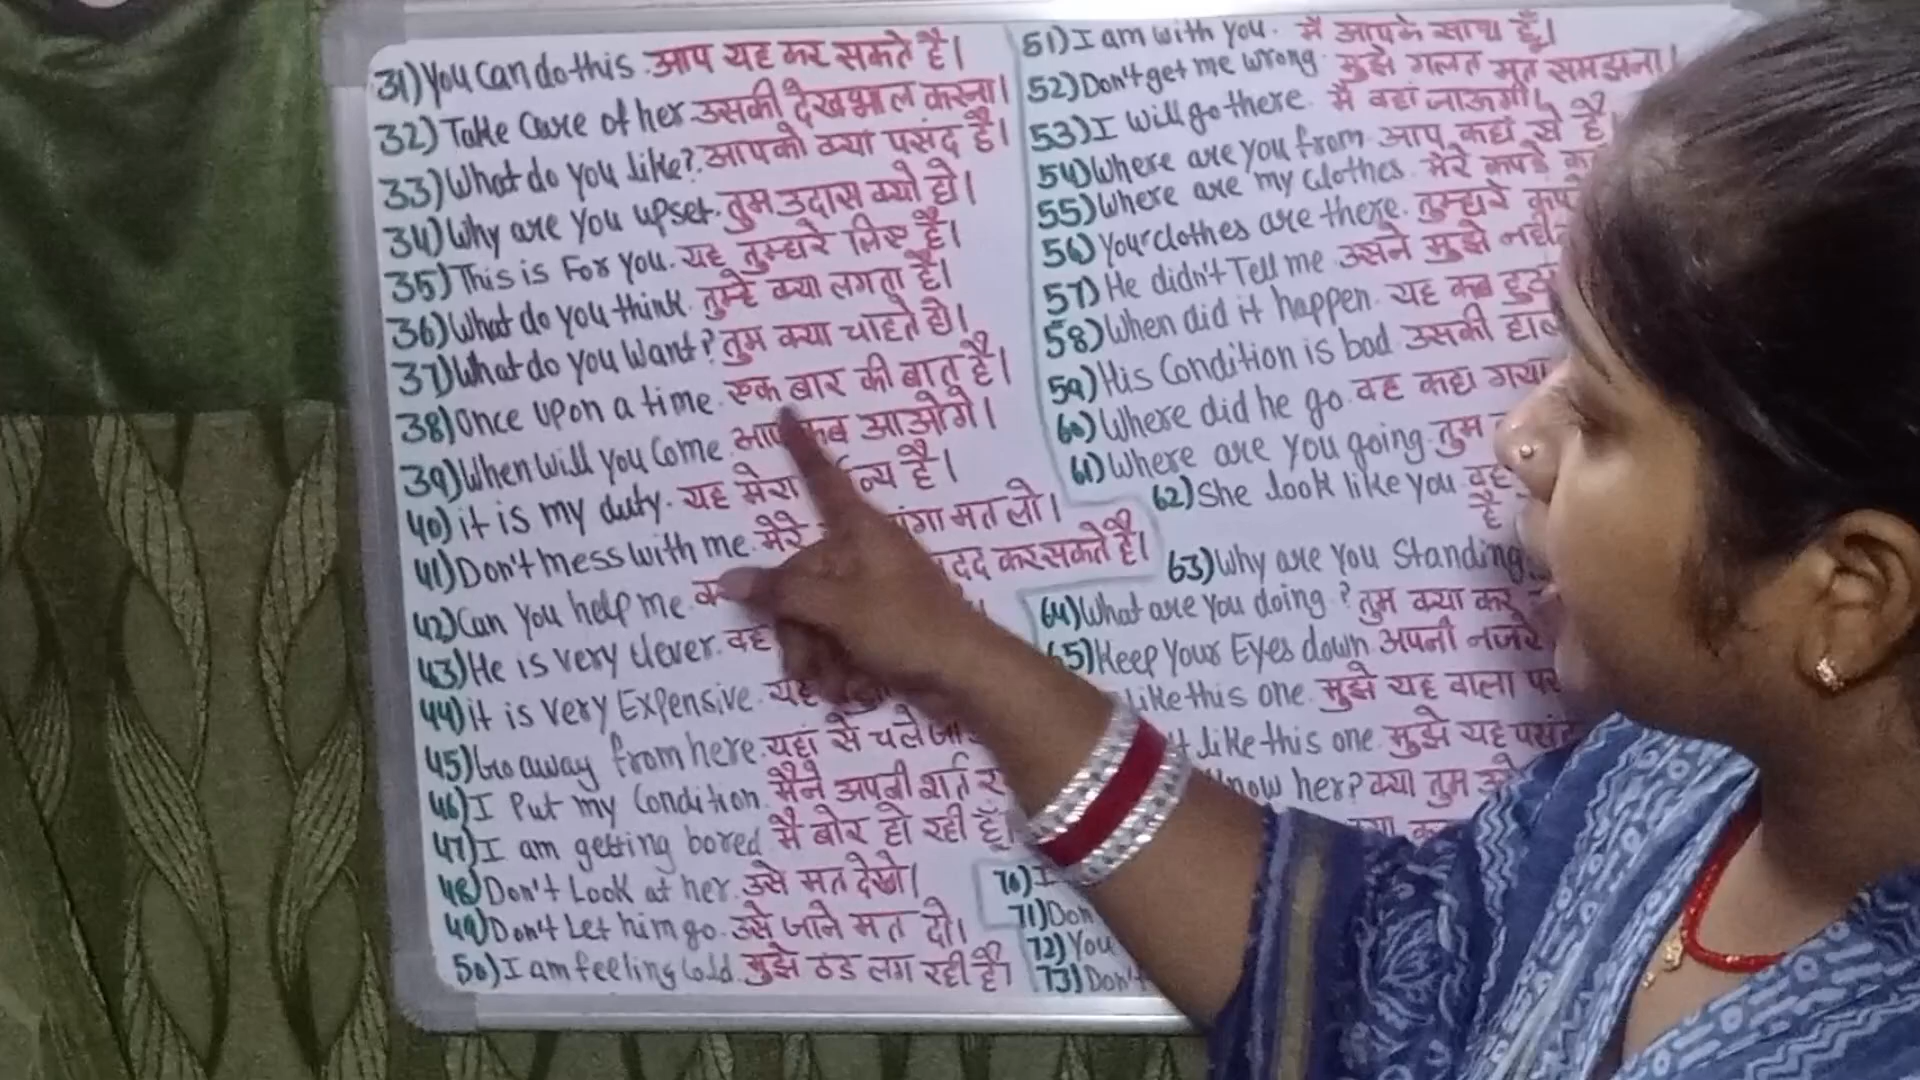 31) You Can do this. आप यह कर सकते है।
32) Take Care of her. उसकी देखभाल करना।
33) What do you like? आपको क्या पसंद है।
34) Why are You upset. तुम उदास क्यो हो।
35) This is For you. यह तुम्हारे लिए है।
36) What do you think. तुम्हे क्या लगता है।
37) What do you Want? तुम क्या चाहते हो।
38) Once upon a time. एक बार की बात है।
39) When Will you Come. आप कब आओगे।
40) it is my duty. यह मेरा है।
41) Don't mess with me. मेरे पंगा मत लो।
42) Can You help me. कर सकते है।
43) He is very clever. वह
44) it is very Expensive. यह
45) Go away from here. यहां से चले
46) I Put my Condition. मैने अपनी शर्त
47) I am getting bored मै बोर हो रही हूँ।
48) Don't Look at her. उसे मत देखो।
49) Don't Let him go. उसे जाने मत दो।
50) I am feeling Cold. मुझे ठंड लग रही है।
51) I am with you. मै आपके साथ हूँ।
52) Don't get me wrong. मुझे गलत मत समझना।
53) I will go there. मै वहां जाऊगी।
54) Where are you from. आप कहां से है।
55) Where are my Clothes. मेरे कपडे
56) Your clothes are there. तुम्हारे
57) He didn't Tell me उसने मुझे नही
58) When did it happen. यह कब
59) His Condition is bad उसकी
60) Where did he go. वह कहा गया
61) Where are you going. तुम
62) She look like you वह
है
63) Why are You Standing
64) What are You doing? तुम क्या कर
65) Keep Your Eyes down. अपनी नजरे
like this one. मुझे यह वाला
like this one. मुझे यह
her? क्या तुम
70) I
71) Don
72) You
73) Don't